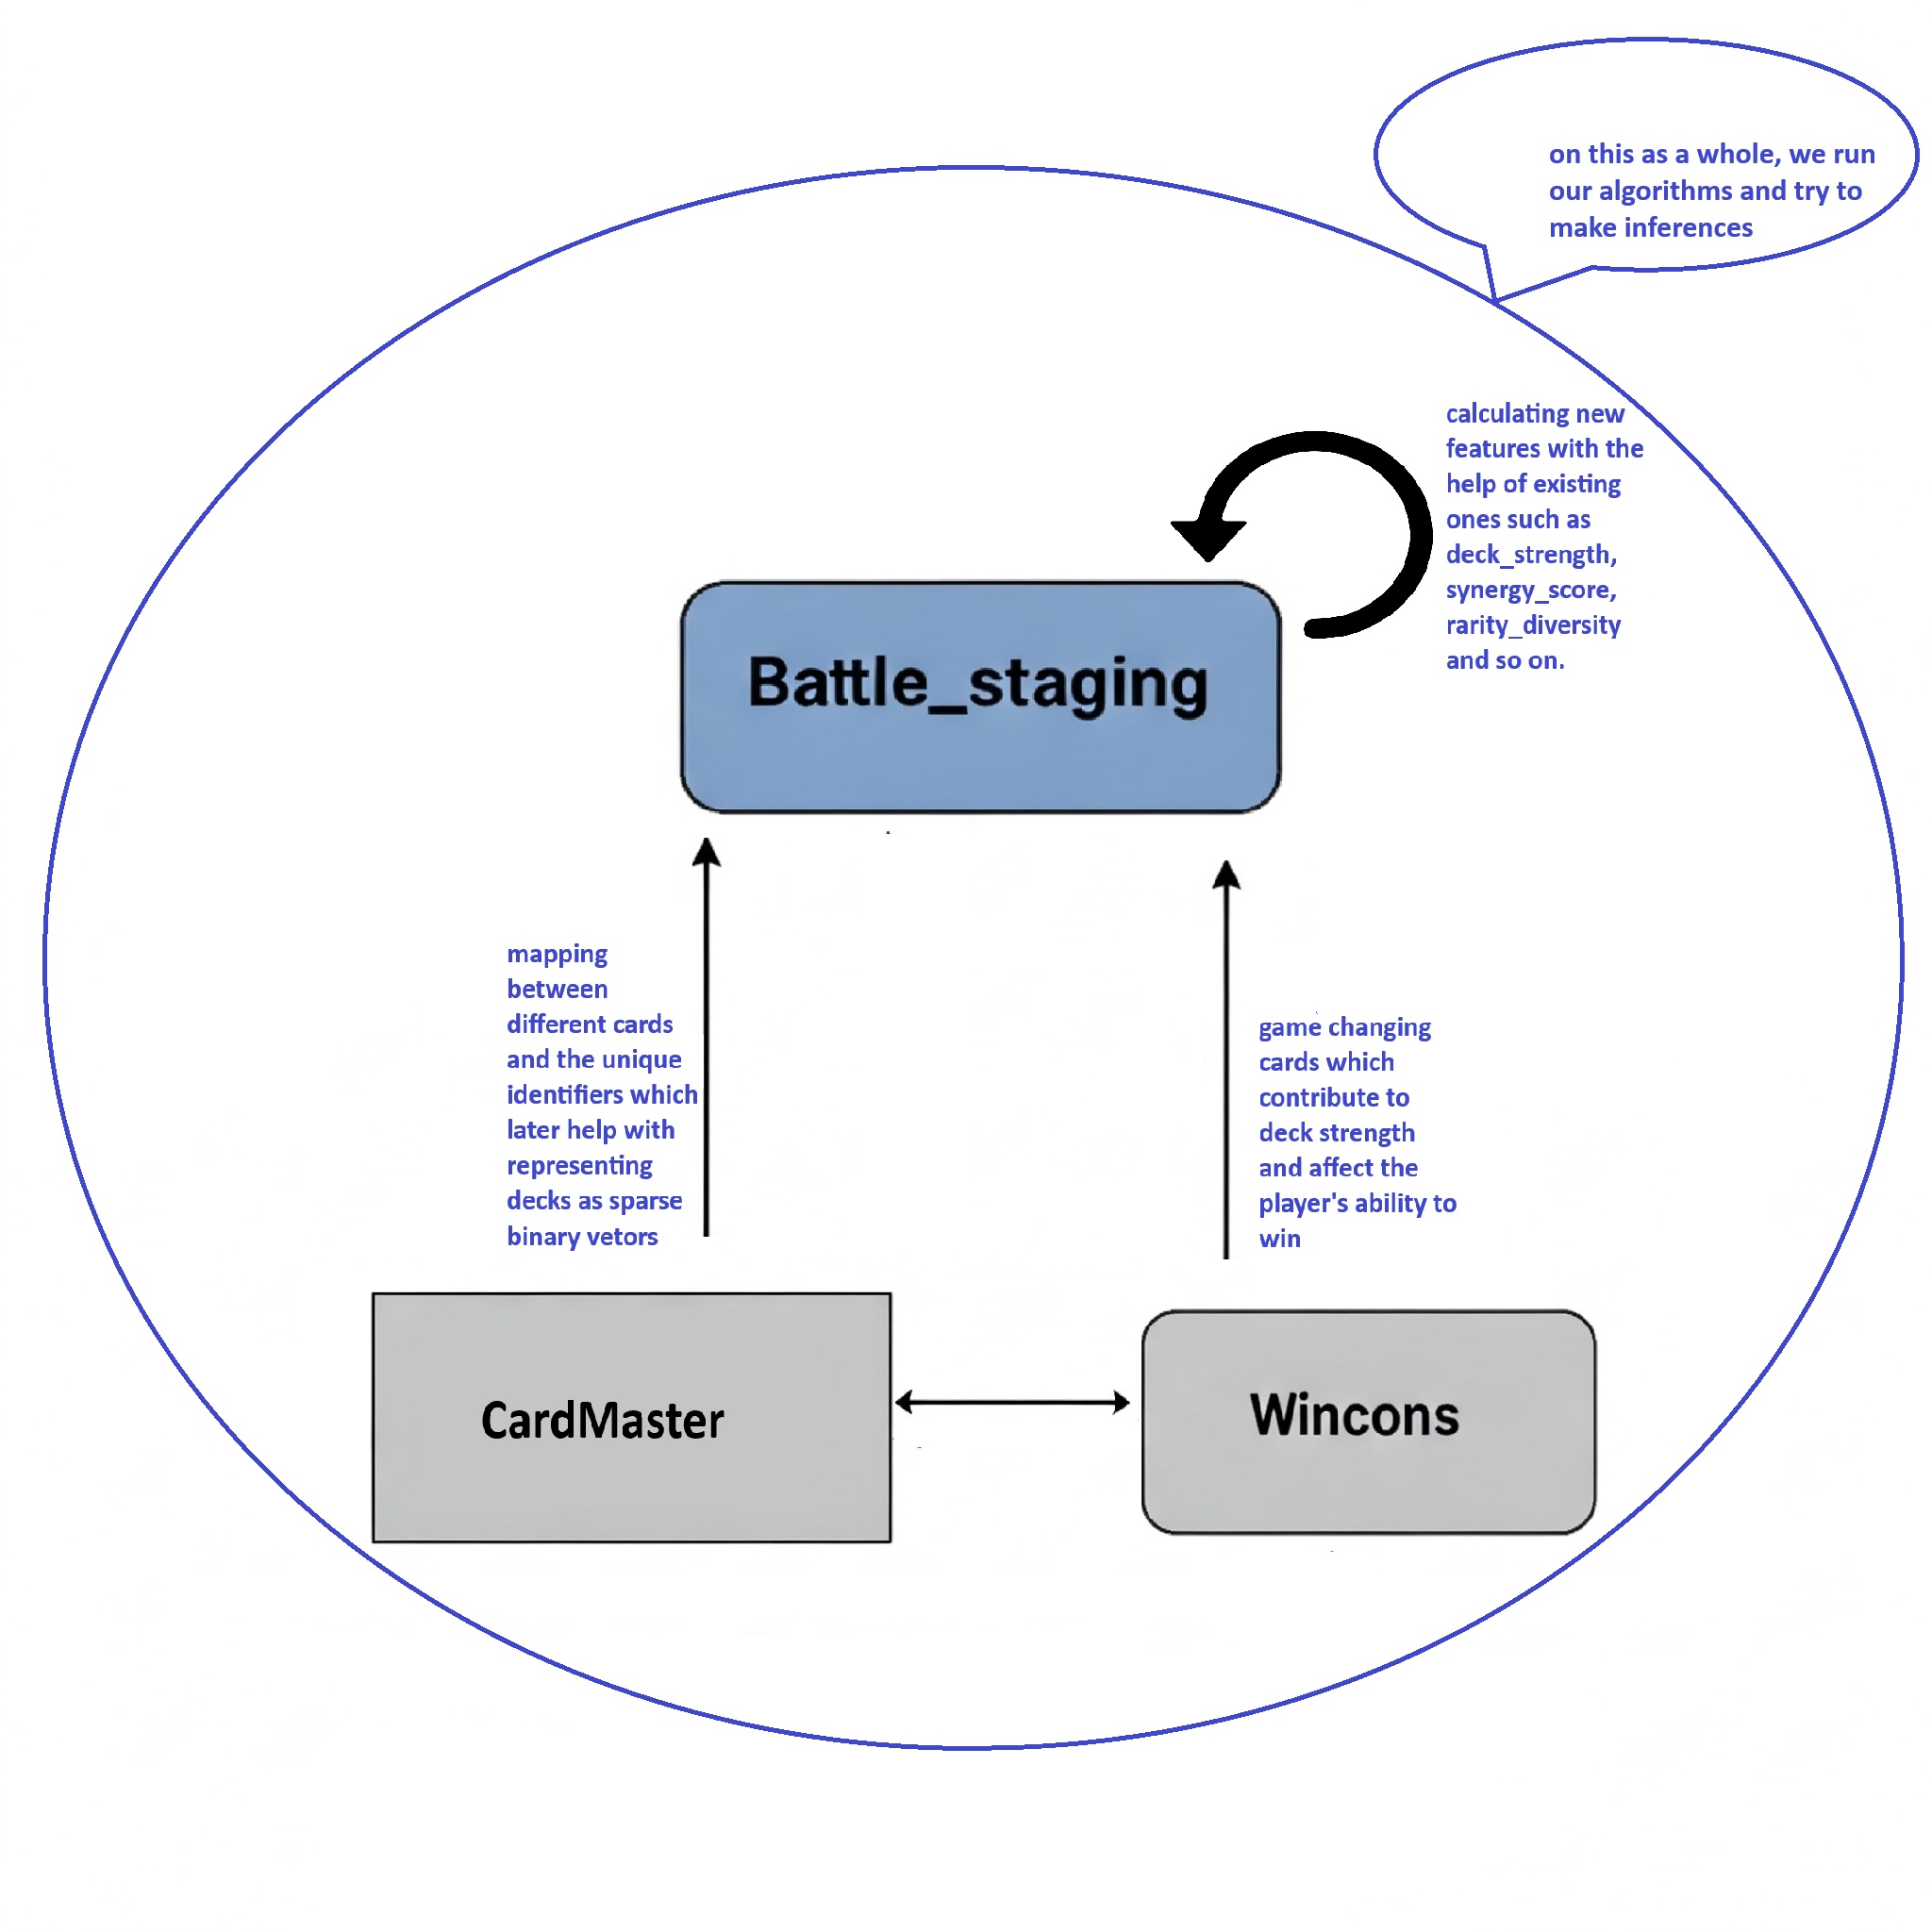 on this as a whole, we run
our algorithms and try to
make inferences
calculating new
features with the
help of existing
ones such as
deck_strength,
synergy_score,
rarity_diversity
and so on.
Battle_staging
mapping
between
different cards
and the unique
identifiers which
later help with
representing
decks as sparse
binary vetors
game changing
cards which
contribute to
deck strength
and affect the
player's ability to
win
CardMaster
Wincons